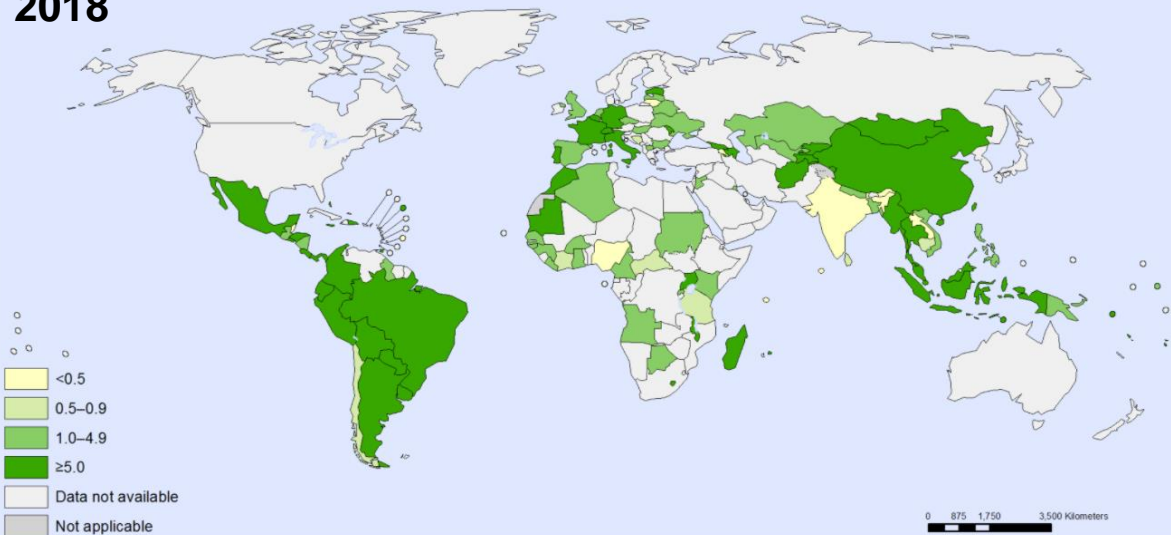 2018
<0.5
0.5–0.9
1.0–4.9
≥5.0
Data not available
Not applicable
0 875 1,750 3,500 Kilometers